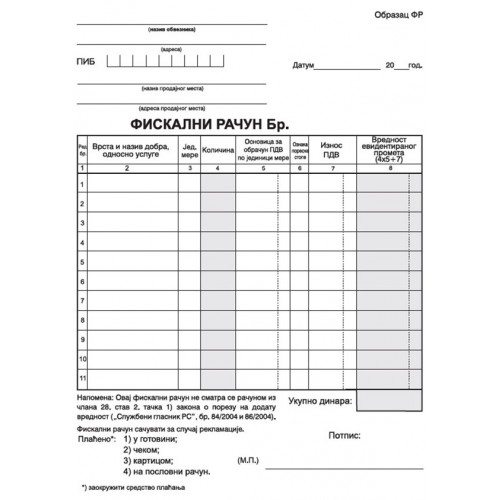 Образац ФР
(назив обвезника)
(адреса)
ПИБ
Датум 20 год.
(назив продајног места)
(адреса продајног места)
ФИСКАЛНИ РАЧУН Бр.
Ред. бр. Врста и назив добра, односно услуге Јед. мере Количина Основица за обрачун ПДВ по јединици мере Ознака пореске стопе Износ ПДВ Вредност евидентираног промета (4x5+7)
1 2 3 4 5 6 7 8
1
2
3
4
5
6
7
8
9
10
11
Напомена: Овај фискални рачун не сматра се рачуном из
члана 28, став 2, тачка 1) закона о порезу на додату
вредност („Службени гласник РС", бр. 84/2004 и 86/2004).
Укупно динара:
Фискални рачун сачувати за случај рекламације.
Плаћено*: 1) у готовини;
2) чеком;
3) картицом;
4) на пословни рачун.
(М.П.)
Потпис:
*) заокружити средство плаћања